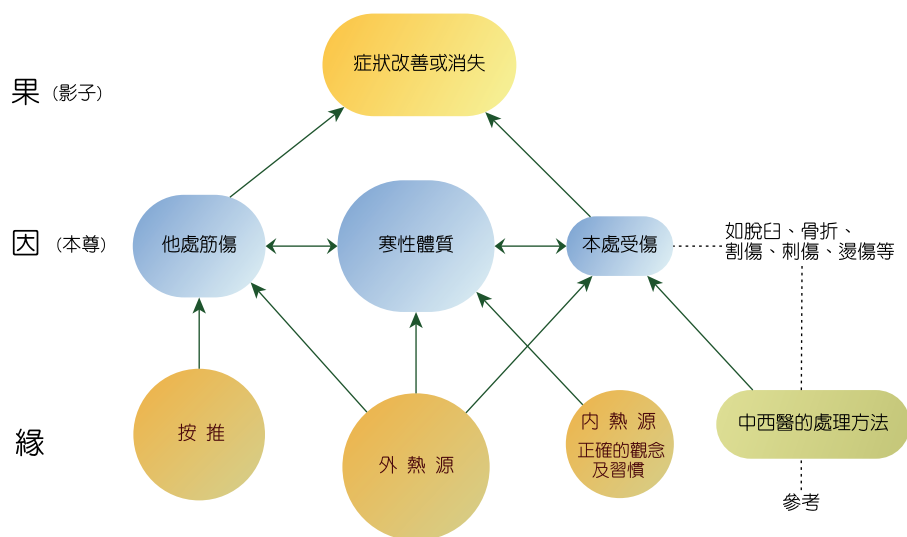 症狀改善或消失
果（影子）
因（本尊）
他處筋傷
寒性體質
本處受傷
如脫臼、骨折、
割傷、刺傷、燙傷等
緣
按推
外熱源
內熱源
正確的觀念
及習慣
中西醫的處理方法
參考